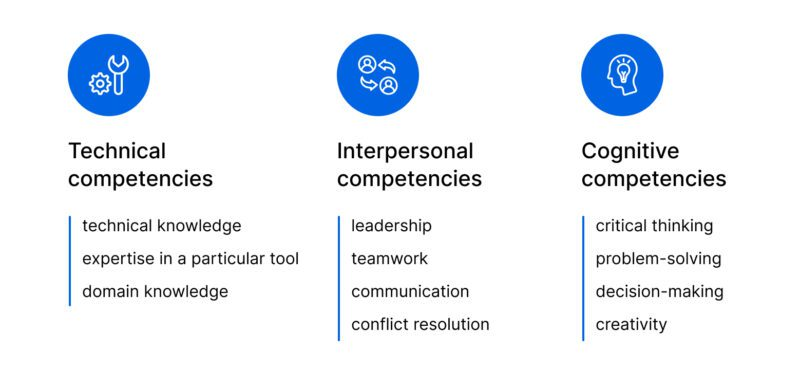 Technical
competencies
technical knowledge
expertise in a particular tool
domain knowledge
Interpersonal
competencies
leadership
teamwork
communication
conflict resolution
Cognitive
competencies
critical thinking
problem-solving
decision-making
creativity